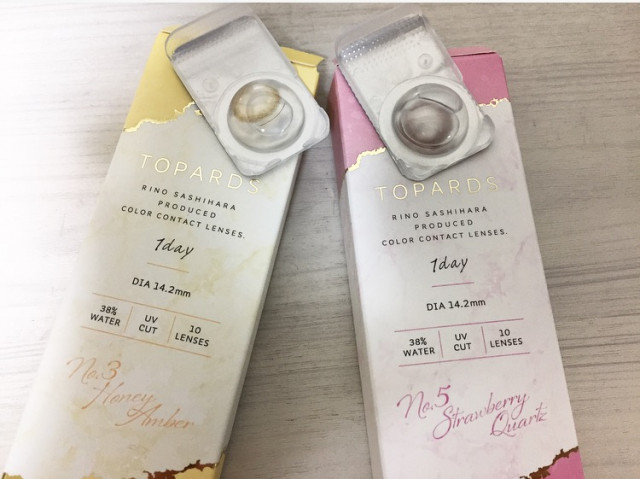 TOPARDS
RINO SASHIHARA
PRODUCED
COLOR CONTACT LENSES.
1day
DIA 14.2mm
38% WATER
UV CUT
10 LENSES
No.3
Honey
Amber
TOPARDS
RINO SASHIHARA
PRODUCED
COLOR CONTACT LENSES.
1day
DIA 14.2mm
38% WATER
UV CUT
10 LENSES
No.5
Strawberry
Quartz